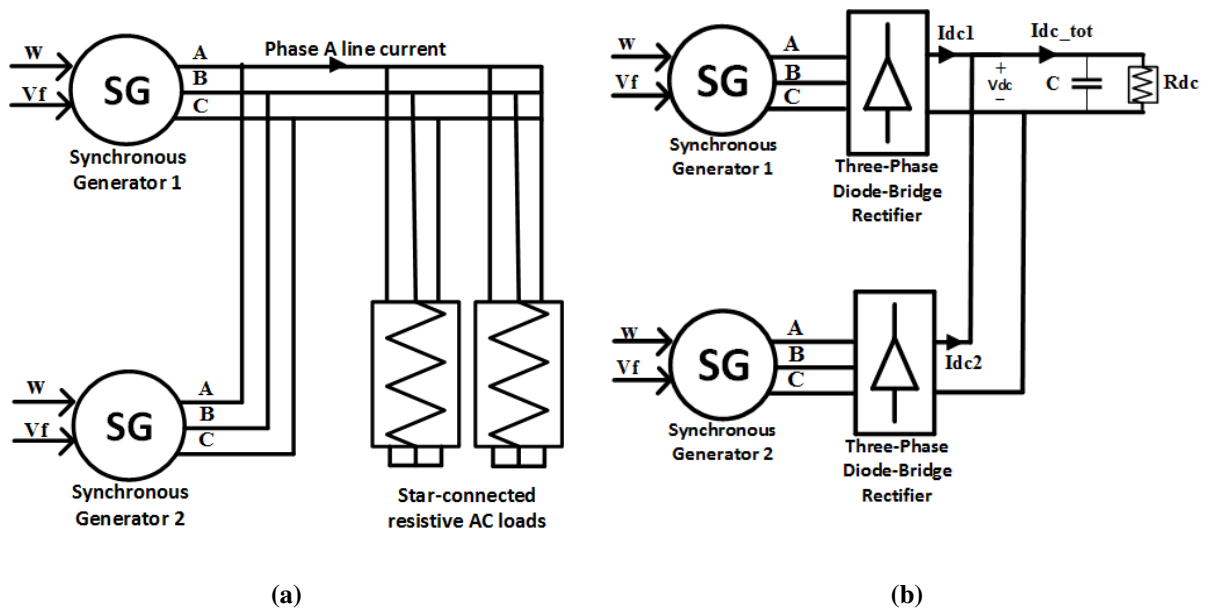 W
Vf
SG
A
B
C
Phase A line current
Synchronous
Generator 1
W
Vf
SG
A
B
C
Synchronous
Generator 2
Star-connected
resistive AC loads
(a)
W
Vf
SG
A
B
C
Synchronous
Generator 1
Three-Phase
Diode-Bridge
Rectifier
Idc1
Idc_tot
+
Vdc
−
C
Rdc
W
Vf
SG
A
B
C
Synchronous
Generator 2
Idc2
Three-Phase
Diode-Bridge
Rectifier
(b)